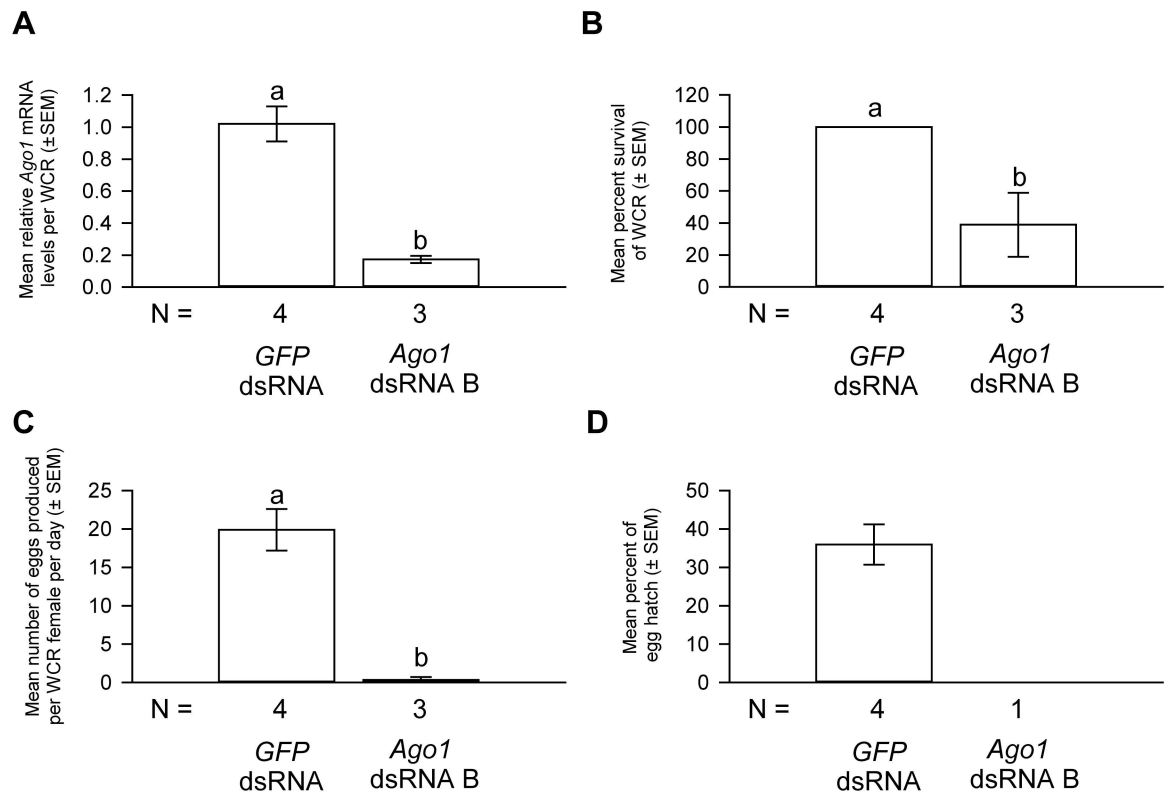 A
Mean relative Ago1 mRNA
levels per WCR (±SEM)
1.2
1.0
0.8
0.6
0.4
0.2
0.0
a
b
N = 4 3
GFP
dsRNA
Ago1
dsRNA B
B
Mean percent survival
of WCR (± SEM)
120
100
80
60
40
20
0
a
b
N = 4 3
GFP
dsRNA
Ago1
dsRNA B
C
Mean number of eggs produced
per WCR female per day (± SEM)
25
20
15
10
5
0
a
b
N = 4 3
GFP
dsRNA
Ago1
dsRNA B
D
Mean percent of
egg hatch (± SEM)
50
40
30
20
10
0
N = 4 1
GFP
dsRNA
Ago1
dsRNA B